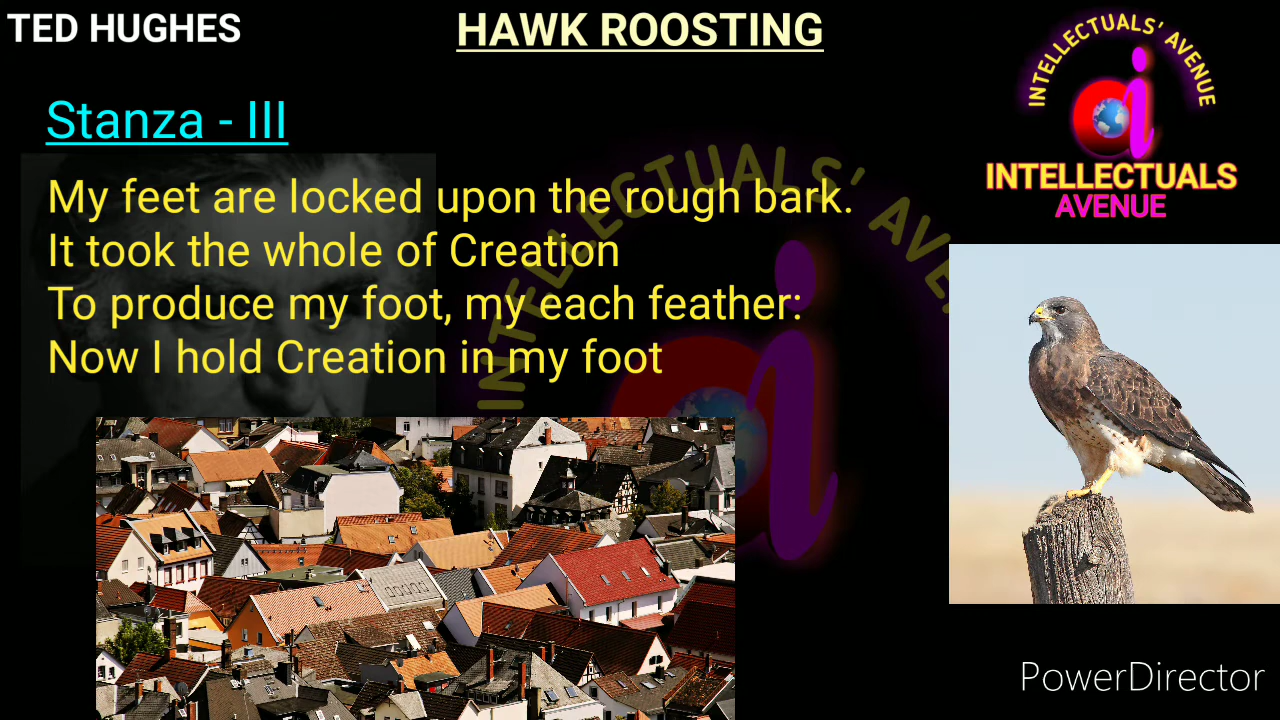 TED HUGHES
HAWK ROOSTING
INTELLECTUALS' AVENUE
i
INTELLECTUALS
AVENUE
Stanza - III
My feet are locked upon the rough bark.
It took the whole of Creation
To produce my foot, my each feather:
Now I hold Creation in my foot
INTELLECTUALS' AVE
i
PowerDirector